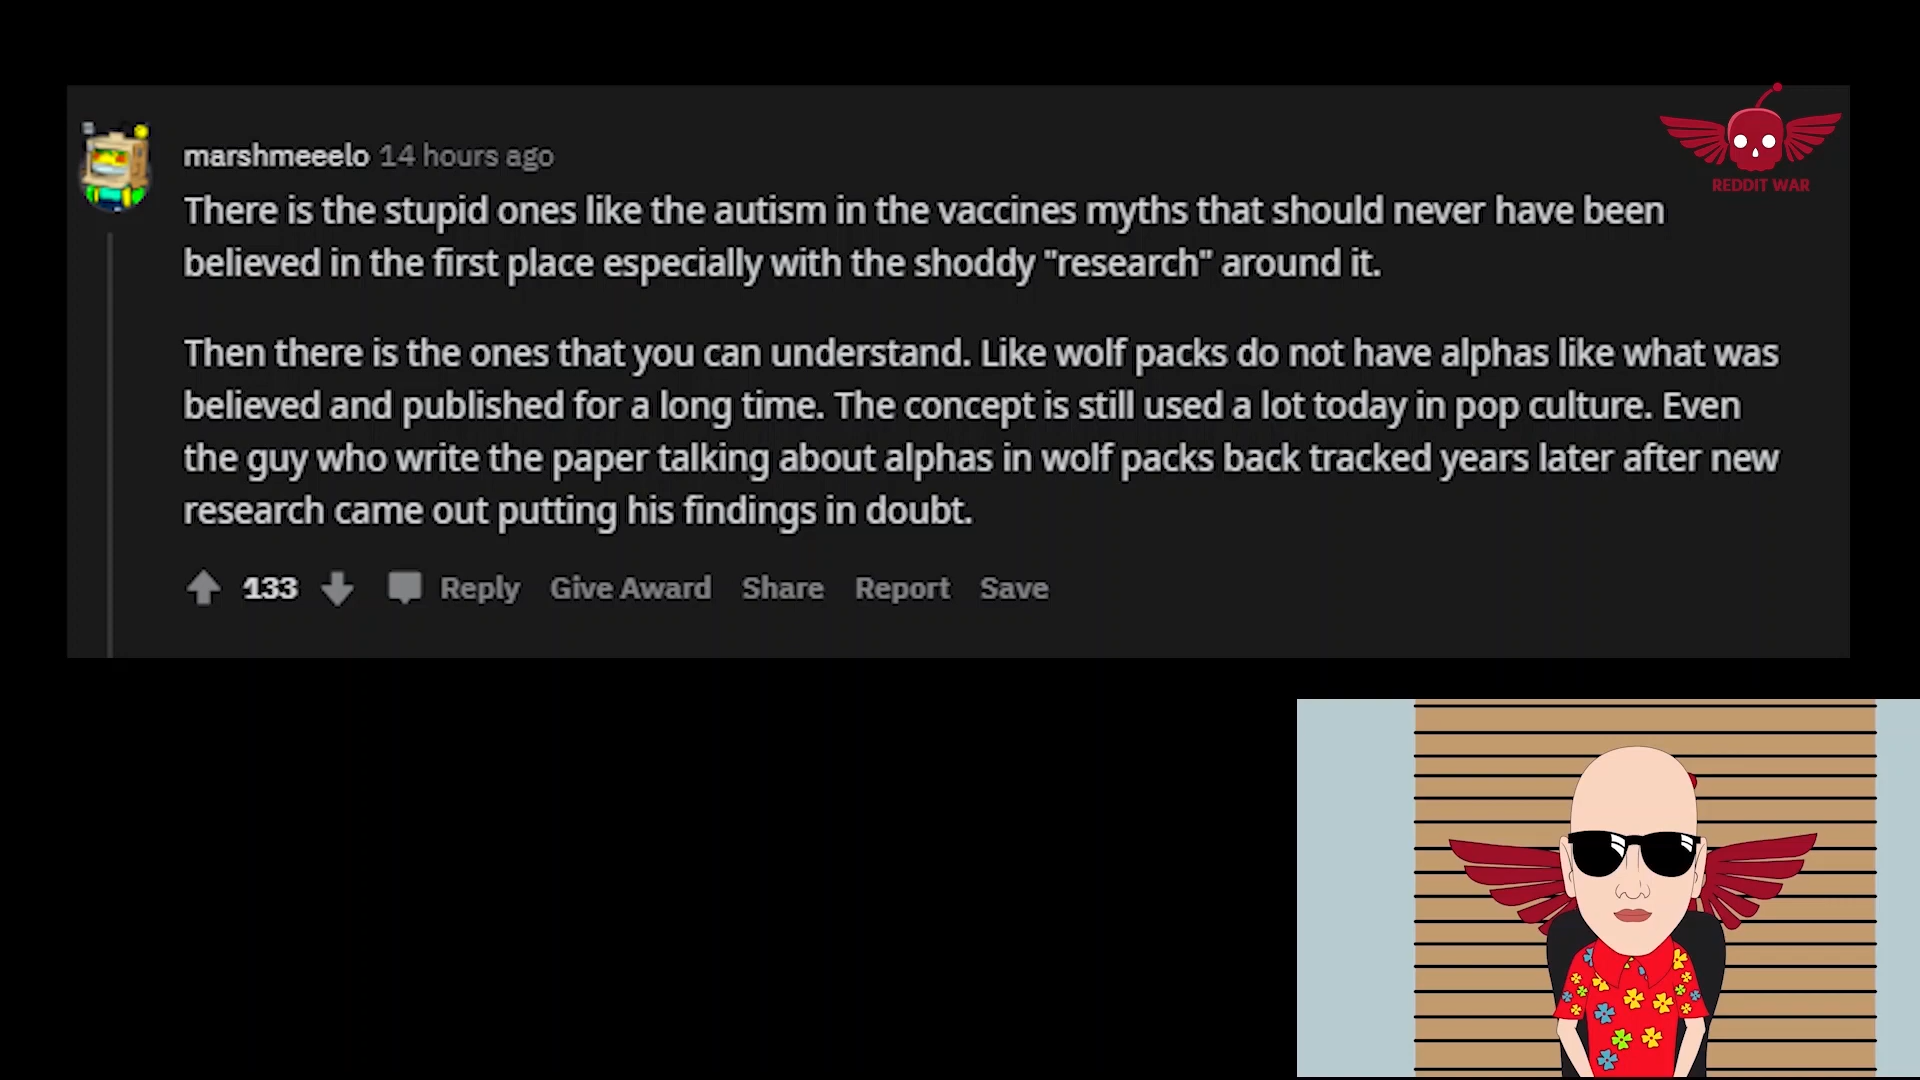 marshmeeelo 14 hours ago
REDDIT WAR
There is the stupid ones like the autism in the vaccines myths that should never have been
believed in the first place especially with the shoddy "research" around it.
Then there is the ones that you can understand. Like wolf packs do not have alphas like what was
believed and published for a long time. The concept is still used a lot today in pop culture. Even
the guy who write the paper talking about alphas in wolf packs back tracked years later after new
research came out putting his findings in doubt.
133 Reply Give Award Share Report Save